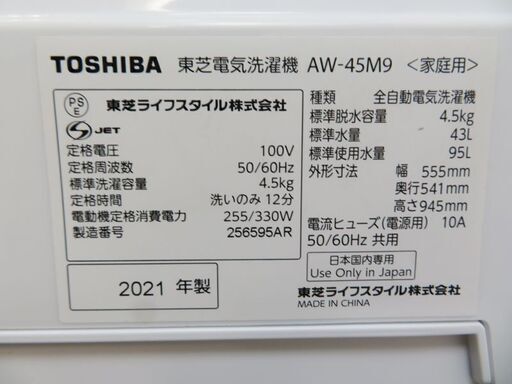 TOSHIBA 東芝電気洗濯機 AW-45M9 <家庭用>
PS
E
東芝ライフスタイル株式会社
S JET
定格電圧 100V
定格周波数 50/60Hz
標準洗濯容量 4.5kg
定格時間 洗いのみ 12分
電動機定格消費電力 255/330W
製造番号 256595AR
2021 年製
種類 全自動電気洗濯機
標準脱水容量 4.5kg
標準水量 43L
標準使用水量 95L
外形寸法 幅 555mm
奥行541mm
高さ945mm
電流ヒューズ(電源用) 10A
50/60Hz 共用
日本国内専用
Use Only in Japan
東芝ライフスタイル株式会社
MADE IN CHINA